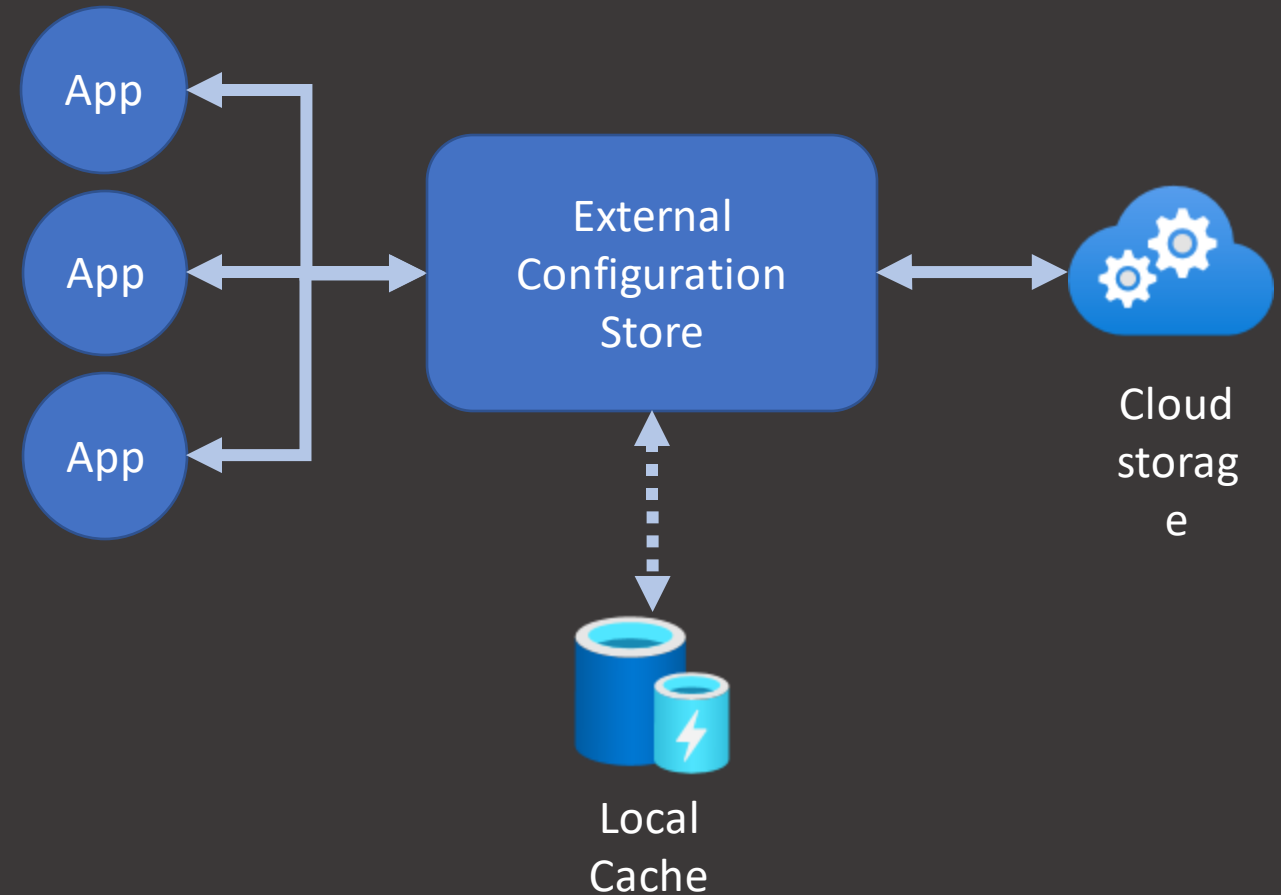 App
App
App
External
Configuration
Store
Cloud
storag
e
Local
Cache